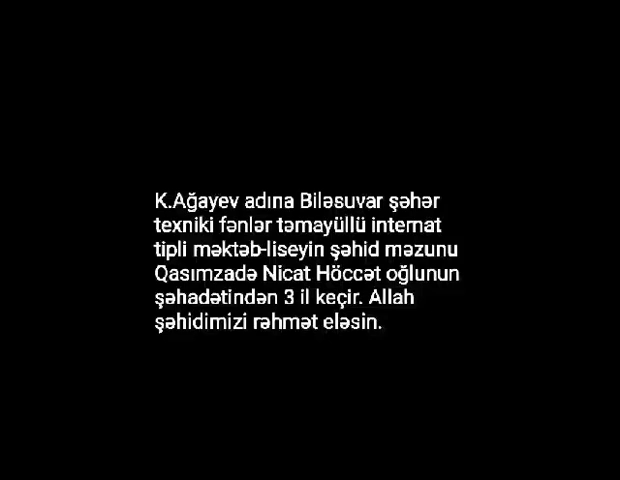 K.Ağayev adına Biləsuvar şəhər
texniki fənlər təmayüllü internat
tipli məktəb-liseyin şəhid məzunu
Qasımzadə Nicat Höccət oğlunun
şəhadətindən 3 il keçir. Allah
şəhidimizi rəhmət eləsin.